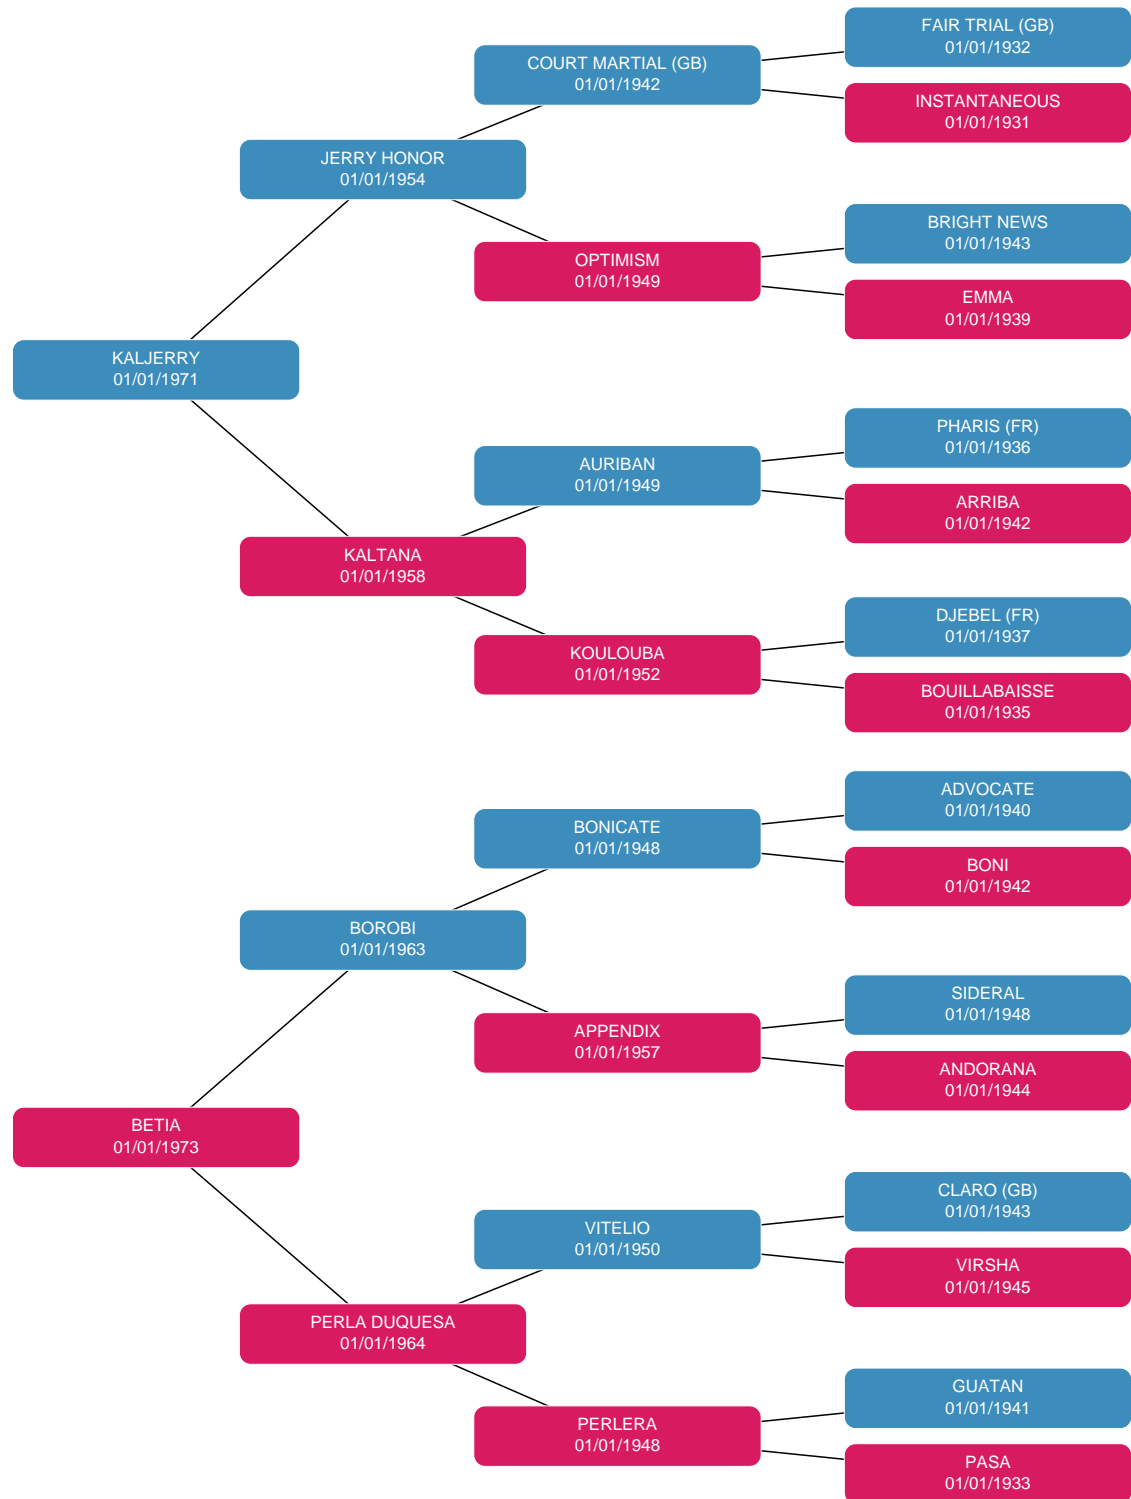 FAIR TRIAL (GB)
01/01/1932
COURT MARTIAL (GB)
01/01/1942
INSTANTANEOUS
01/01/1931
JERRY HONOR
01/01/1954
BRIGHT NEWS
01/01/1943
OPTIMISM
01/01/1949
EMMA
01/01/1939
KALJERRY
01/01/1971
PHARIS (FR)
01/01/1936
AURIBAN
01/01/1949
ARRIBA
01/01/1942
KALTANA
01/01/1958
DJEBEL (FR)
01/01/1937
KOULOUBA
01/01/1952
BOUILLABAISSE
01/01/1935
ADVOCATE
01/01/1940
BONICATE
01/01/1948
BONI
01/01/1942
BOROBI
01/01/1963
SIDERAL
01/01/1948
APPENDIX
01/01/1957
ANDORANA
01/01/1944
BETIA
01/01/1973
CLARO (GB)
01/01/1943
VITELIO
01/01/1950
VIRSHA
01/01/1945
PERLA DUQUESA
01/01/1964
GUATAN
01/01/1941
PERLERA
01/01/1948
PASA
01/01/1933